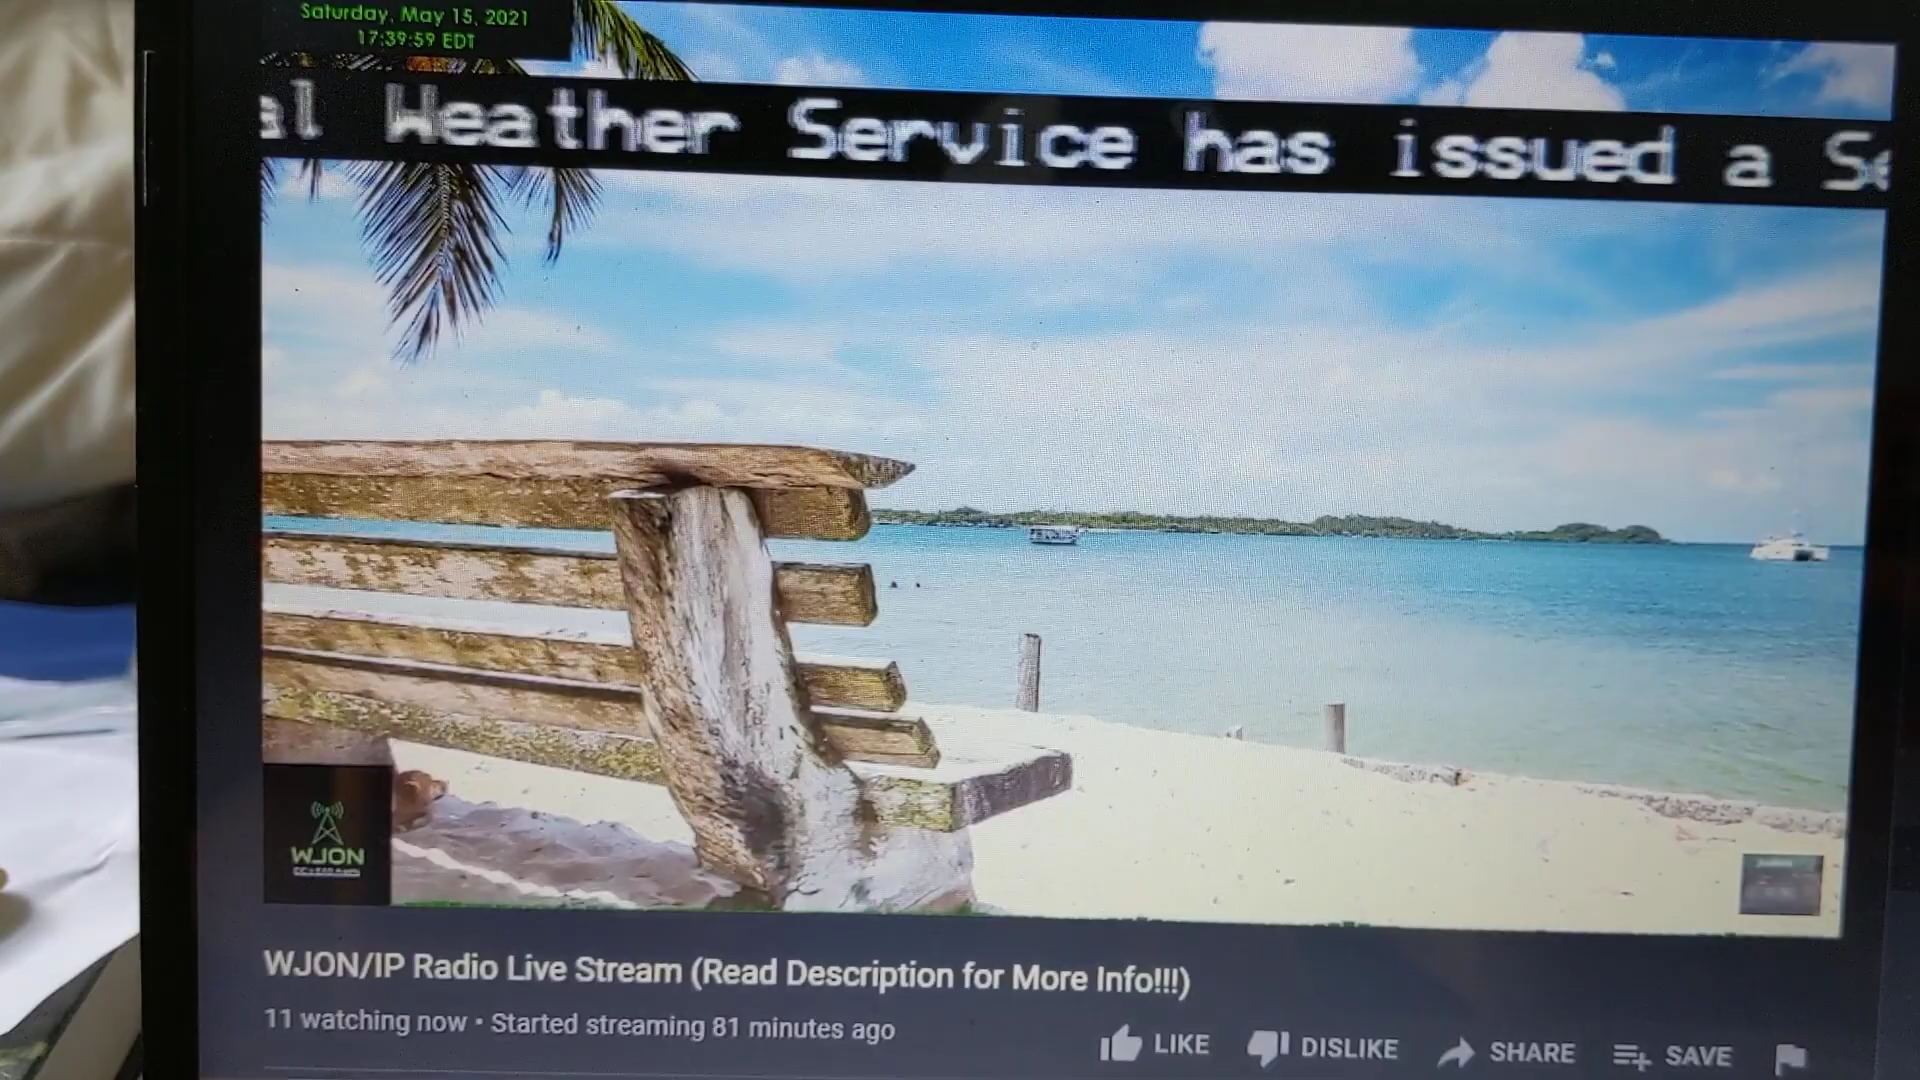 Saturday, May 15, 2021
17:39:59 EDT
al Weather Service has issued a Se
WJON
WJON/IP Radio Live Stream (Read Description for More Info!!!)
11 watching now • Started streaming 81 minutes ago
LIKE DISLIKE SHARE SAVE